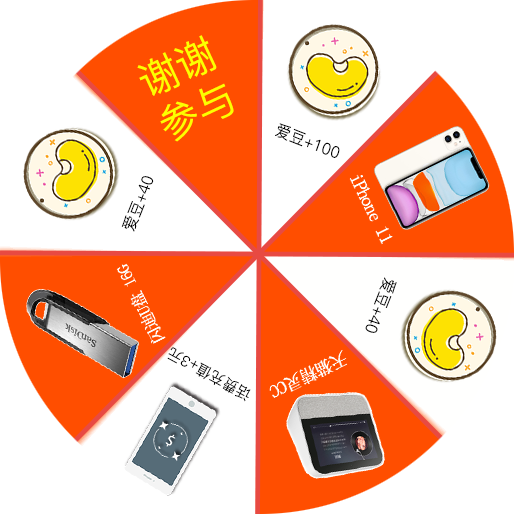 谢谢
参与
爱豆+100
iPhone 11
爱豆+40
天猫精灵CC
话费充值+3元
闪迪U盘 16G
SanDisk
$
爱豆+40